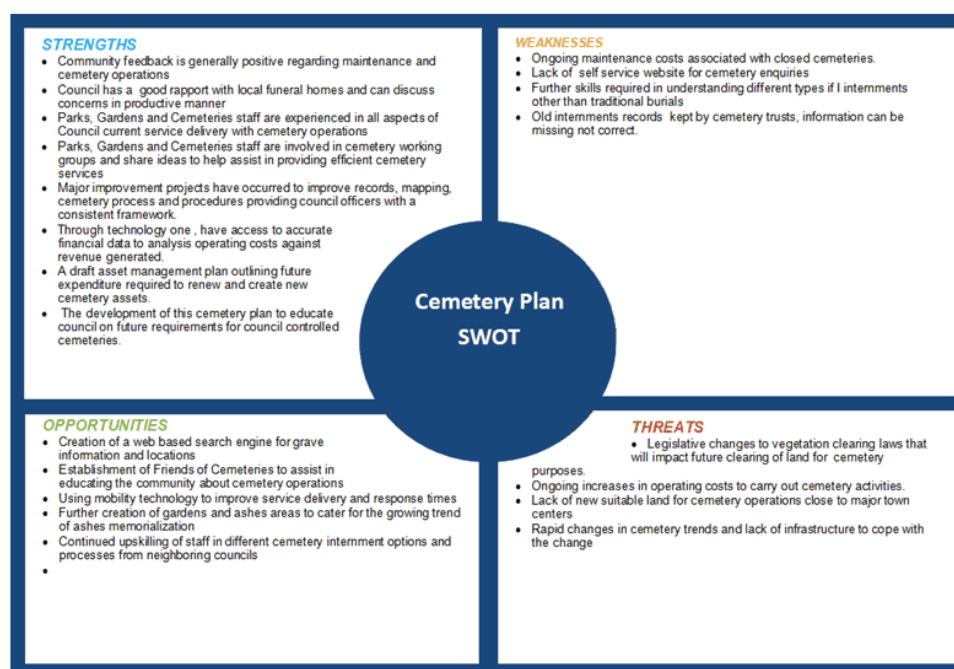 STRENGTHS
• Community feedback is generally positive regarding maintenance and
cemetery operations
• Council has a good rapport with local funeral homes and can discuss
concerns in productive manner
• Parks, Gardens and Cemeteries staff are experienced in all aspects of
Council current service delivery with cemetery operations
• Parks, Gardens and Cemeteries staff are involved in cemetery working
groups and share ideas to help assist in providing efficient cemetery
services
• Major improvement projects have occurred to improve records, mapping,
cemetery process and procedures providing council officers with a
consistent framework.
• Through technology one , have access to accurate
financial data to analysis operating costs against
revenue generated.
• A draft asset management plan outlining future
expenditure required to renew and create new
cemetery assets.
• The development of this cemetery plan to educate
council on future requirements for council controlled
cemeteries.
WEAKNESSES
• Ongoing maintenance costs associated with closed cemeteries.
• Lack of self service website for cemetery enquiries
• Further skills required in understanding different types if I internments
other than traditional burials
• Old internments records kept by cemetery trusts, information can be
missing not correct.
Cemetery Plan
SWOT
OPPORTUNITIES
• Creation of a web based search engine for grave
information and locations
• Establishment of Friends of Cemeteries to assist in
educating the community about cemetery operations
• Using mobility technology to improve service delivery and response times
• Further creation of gardens and ashes areas to cater for the growing trend
of ashes memorialization
• Continued upskilling of staff in different cemetery internment options and
processes from neighboring councils
•
THREATS
• Legislative changes to vegetation clearing laws that
will impact future clearing of land for cemetery
purposes.
• Ongoing increases in operating costs to carry out cemetery activities.
• Lack of new suitable land for cemetery operations close to major town
centers
• Rapid changes in cemetery trends and lack of infrastructure to cope with
the change